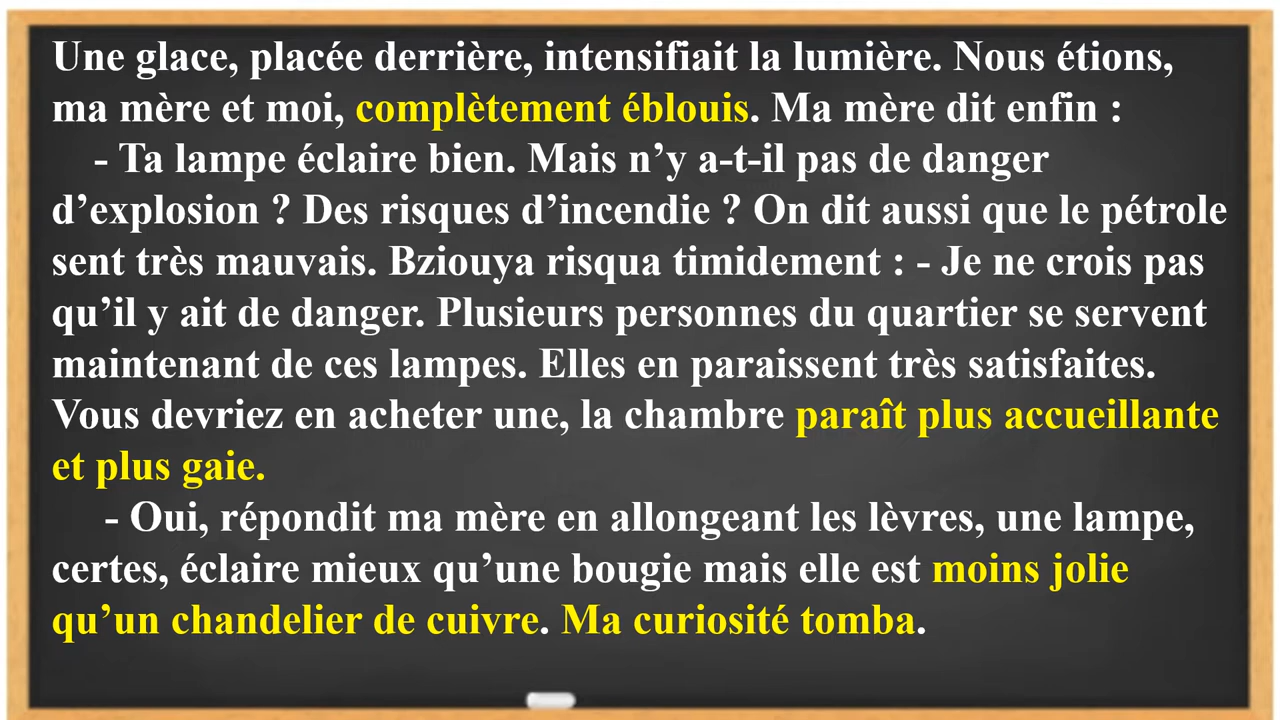 Une glace, placée derrière, intensifiait la lumière. Nous étions,
ma mère et moi, complètement éblouis. Ma mère dit enfin :
- Ta lampe éclaire bien. Mais n’y a-t-il pas de danger
d’explosion ? Des risques d’incendie ? On dit aussi que le pétrole
sent très mauvais. Bziouya risqua timidement : - Je ne crois pas
qu’il y ait de danger. Plusieurs personnes du quartier se servent
maintenant de ces lampes. Elles en paraissent très satisfaites.
Vous devriez en acheter une, la chambre paraît plus accueillante
et plus gaie.
- Oui, répondit ma mère en allongeant les lèvres, une lampe,
certes, éclaire mieux qu’une bougie mais elle est moins jolie
qu’un chandelier de cuivre. Ma curiosité tomba.